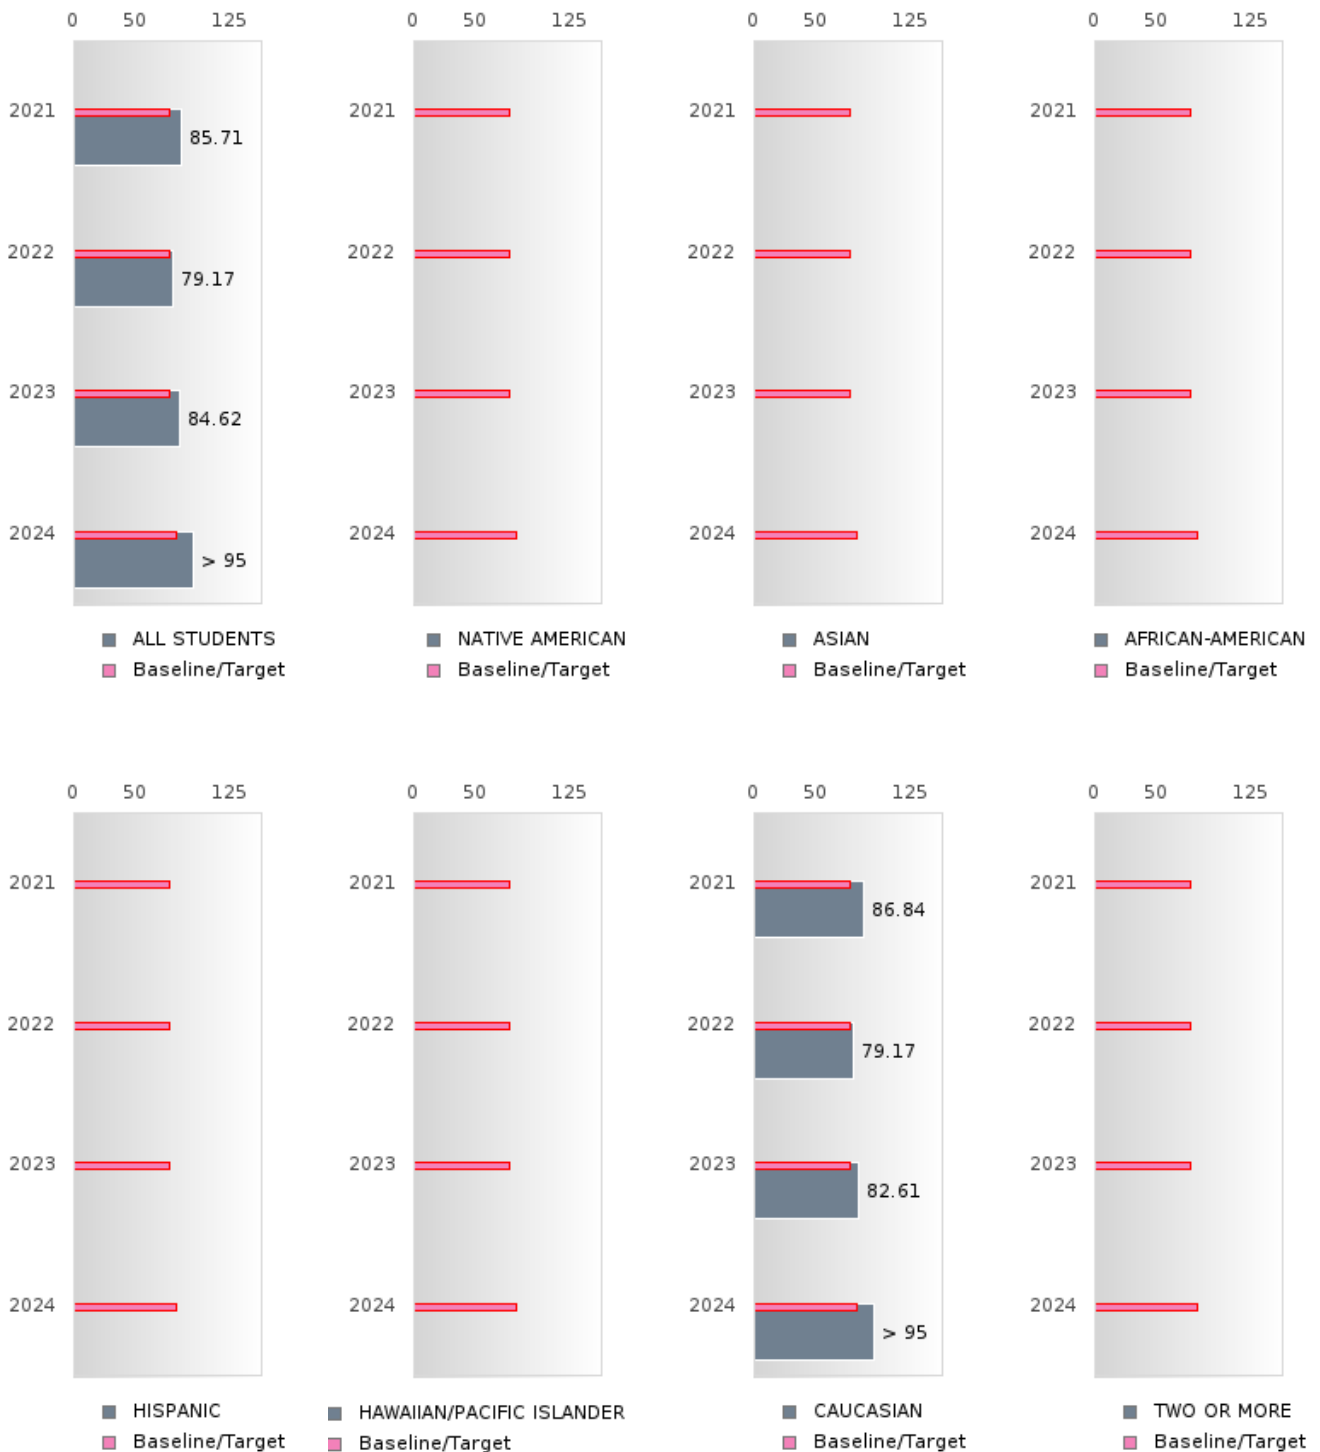 0 50 125 0 50 125 0 50 125 0 50 125
2021 2021 2021 2021
85.71
2022 2022 2022 2022
79.17
2023 2023 2023 2023
84.62
2024 2024 2024 2024
> 95
ALL STUDENTS NATIVE AMERICAN ASIAN AFRICAN-AMERICAN
Baseline/Target Baseline/Target Baseline/Target Baseline/Target
0 50 125 0 50 125 0 50 125 0 50 125
2021 2021 2021 2021
86.84
2022 2022 2022 2022
79.17
2023 2023 2023 2023
82.61
2024 2024 2024 2024
> 95
HISPANIC HAWAIIAN/PACIFIC ISLANDER CAUCASIAN TWO OR MORE
Baseline/Target Baseline/Target Baseline/Target Baseline/Target